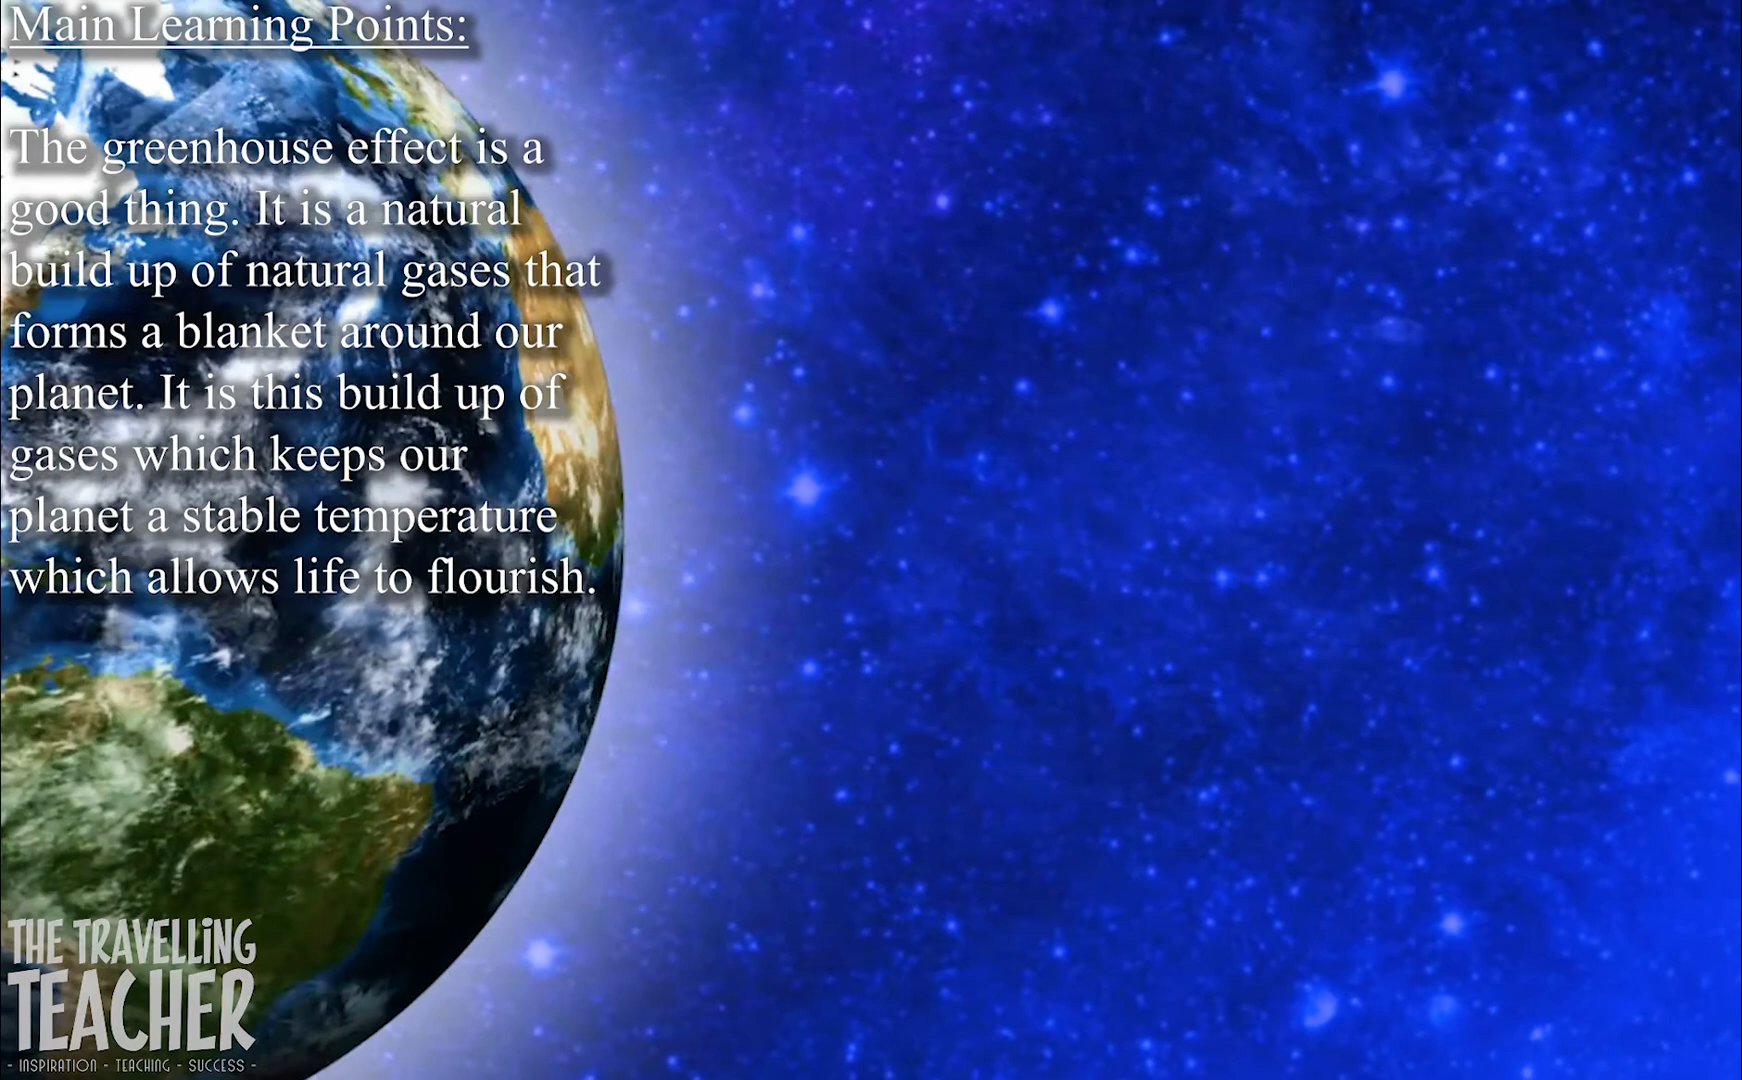 Main Learning Points:
The greenhouse effect is a
good thing. It is a natural
build up of natural gases that
forms a blanket around our
planet. It is this build up of
gases which keeps our
planet a stable temperature
which allows life to flourish.
THE TRAVELLiNG
TEACHER
- INSPIRATION - TEACHING - SUCCESS -